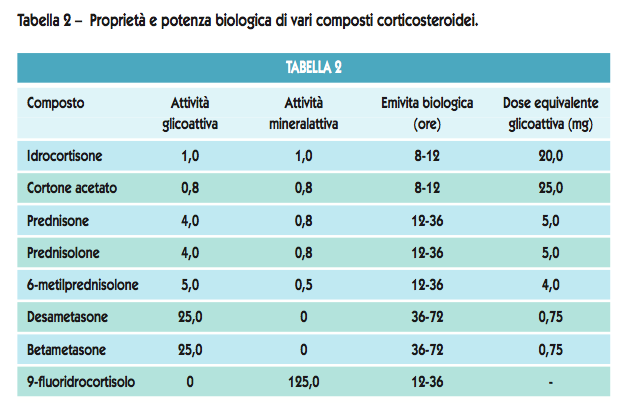 Tabella 2 – Proprietà e potenza biologica di vari composti corticosteroidei.
TABELLA 2
Composto Attività glicoattiva Attività mineralattiva Emivita biologica (ore) Dose equivalente glicoattiva (mg)
Idrocortisone 1,0 1,0 8-12 20,0
Cortone acetato 0,8 0,8 8-12 25,0
Prednisone 4,0 0,8 12-36 5,0
Prednisolone 4,0 0,8 12-36 5,0
6-metilprednisolone 5,0 0,5 12-36 4,0
Desametasone 25,0 0 36-72 0,75
Betametasone 25,0 0 36-72 0,75
9-fluoridrocortisolo 0 125,0 12-36 -